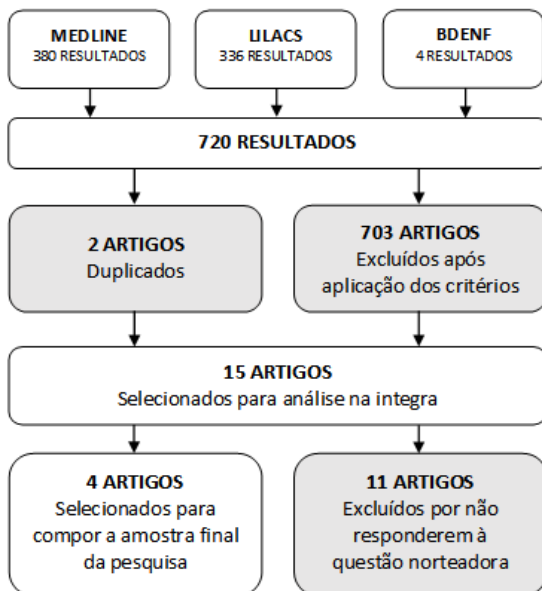 MEDLINE
380 RESULTADOS
LILACS
336 RESULTADOS
BDENF
4 RESULTADOS
720 RESULTADOS
2 ARTIGOS
Duplicados
703 ARTIGOS
Excluídos após
aplicação dos critérios
15 ARTIGOS
Selecionados para análise na integra
4 ARTIGOS
Selecionados para
compor a amostra final
da pesquisa
11 ARTIGOS
Excluídos por não
responderem à
questão norteadora